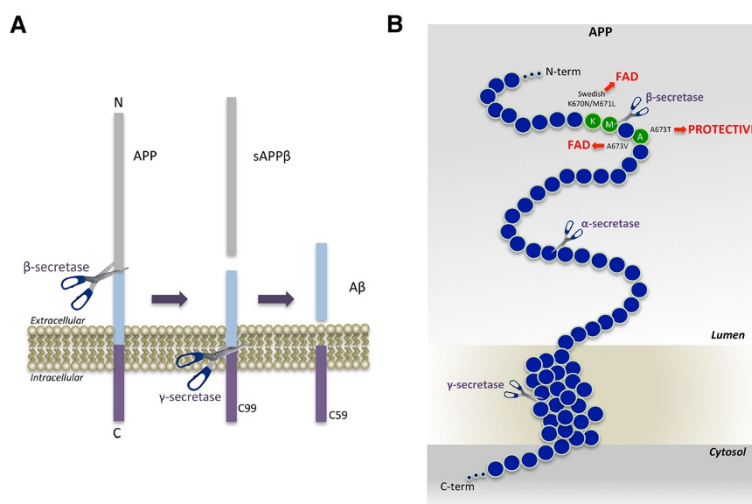 A
N
APP
sAPPβ
β-secretase
Aβ
Extracellular
Intracellular
γ-secretase
C99
C59
C
B
APP
N-term
FAD
Swedish
K670N/M671L
β-secretase
K
M
A
A673T
PROTECTIVE
FAD
A673V
α-secretase
Lumen
γ-secretase
Cytosol
C-term